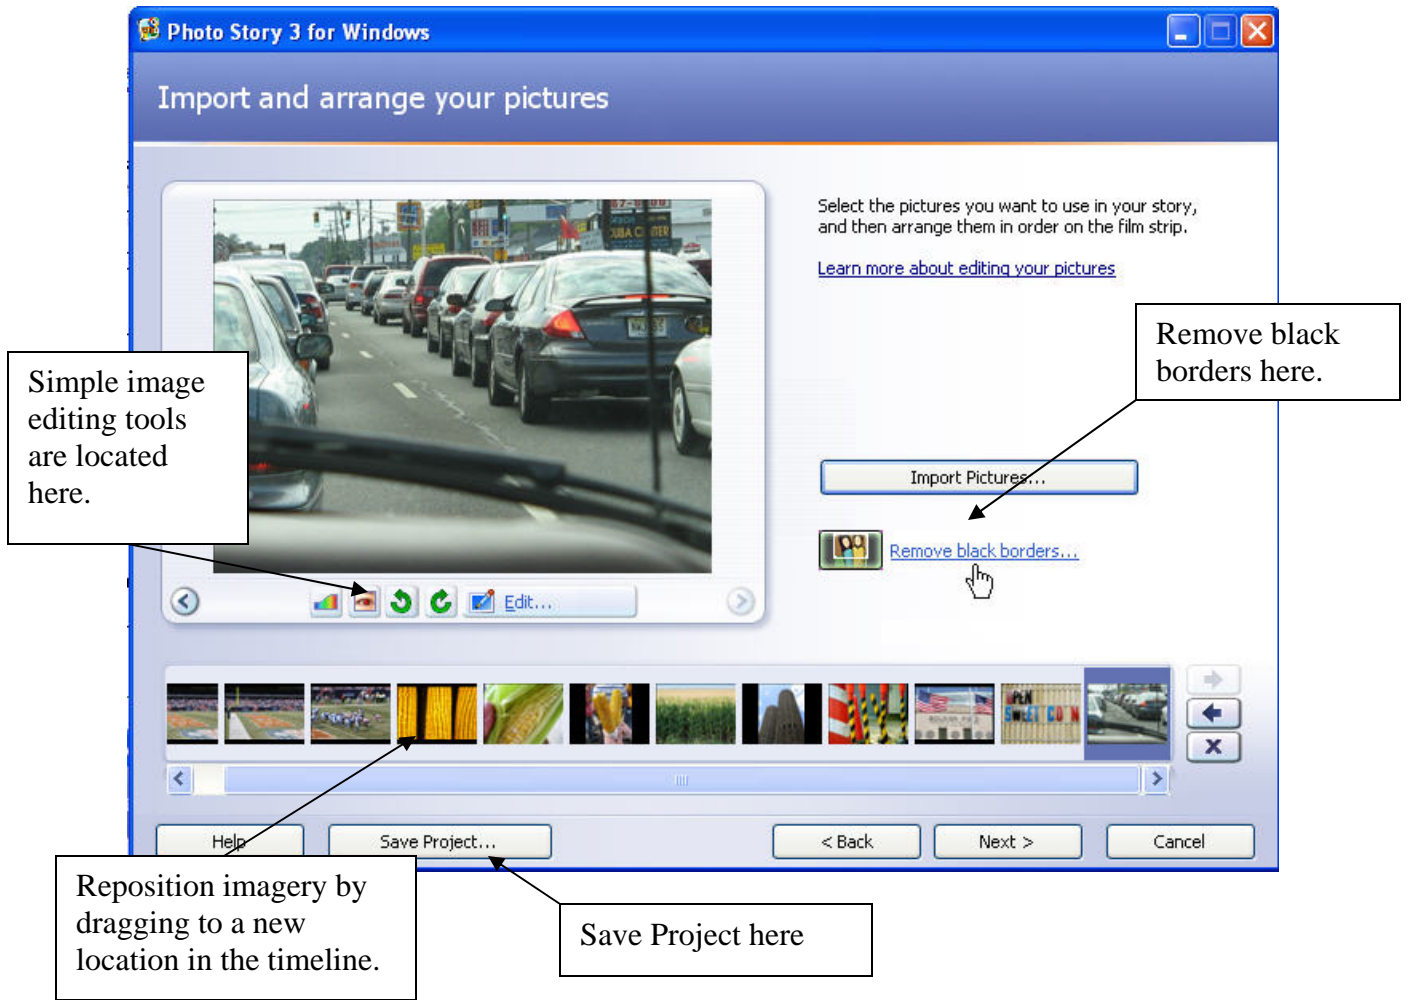 Photo Story 3 for Windows
Import and arrange your pictures
Select the pictures you want to use in your story,
and then arrange them in order on the film strip.
Learn more about editing your pictures
Remove black
borders here.
Simple image
editing tools
are located
here.
Import Pictures...
Remove black borders...
Edit...
SWEET CORN
Help
Save Project...
< Back
Next >
Cancel
Reposition imagery by
dragging to a new
location in the timeline.
Save Project here